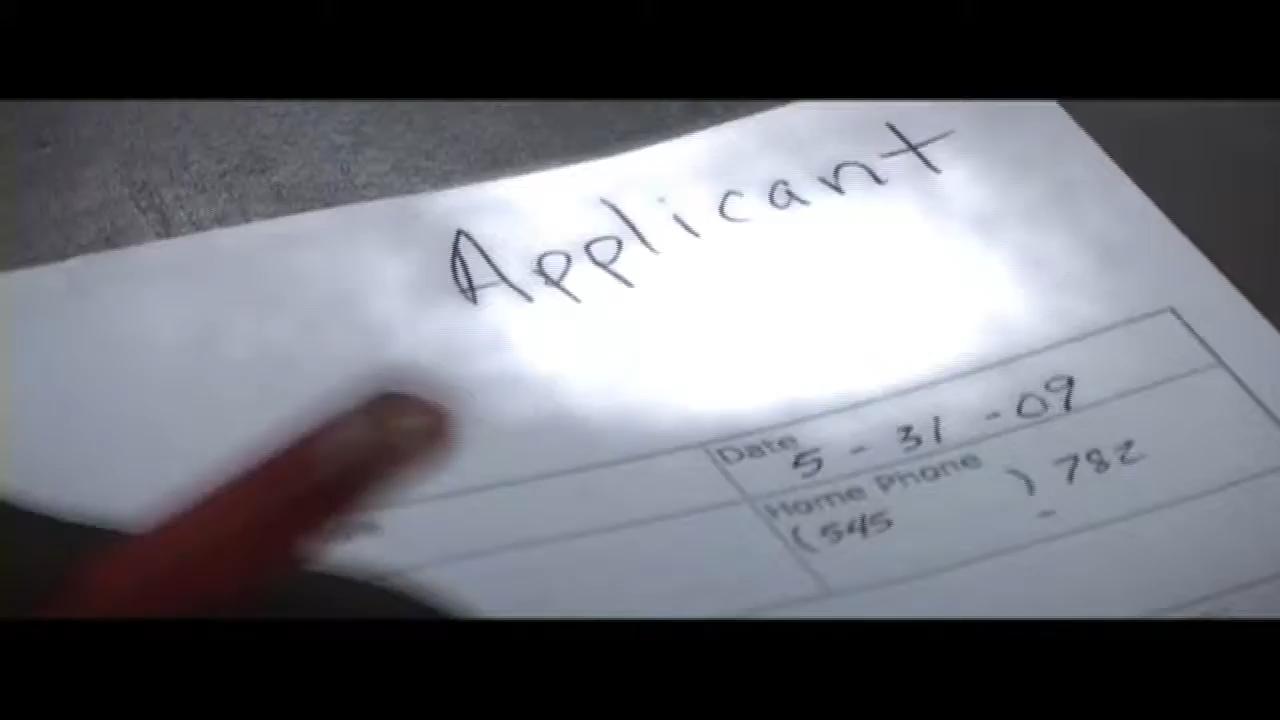 Applicant
Date
5 - 31 - 09
Home Phone
(545 ) 782 -